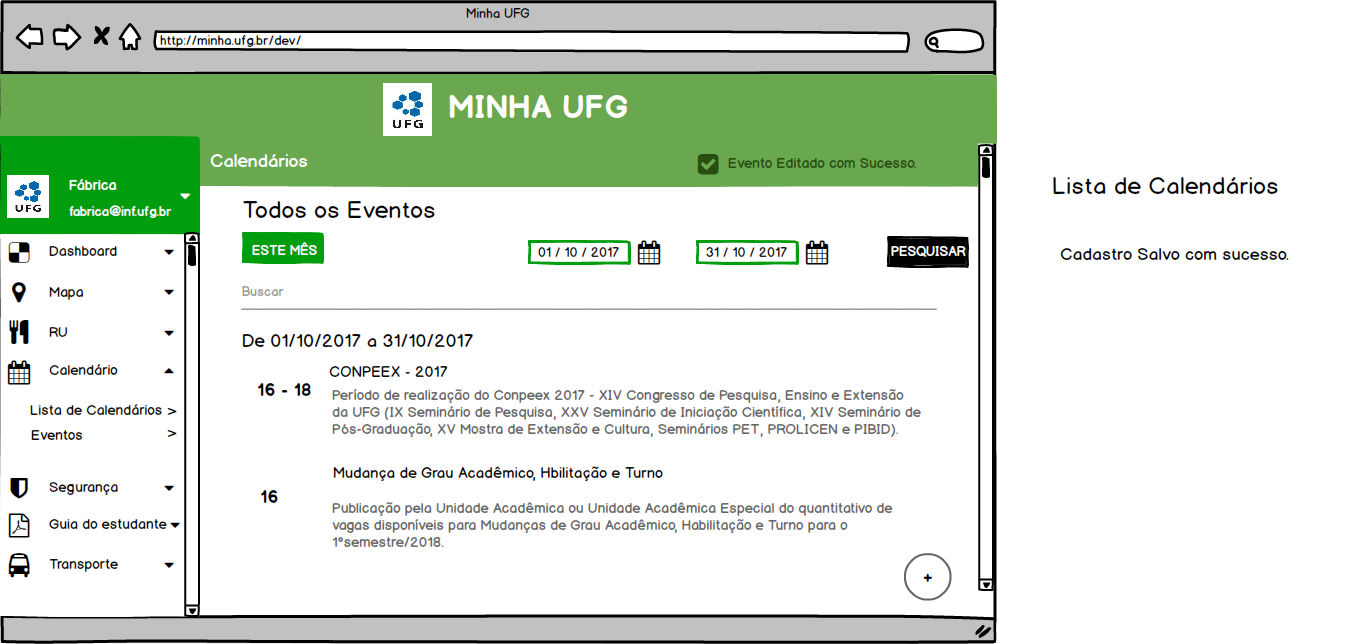 Minha UFG
http://minha.ufg.br/dev/
UFG
MINHA UFG
Fábrica
fabrica@inf.ufg.br
UFG
Calendários
Evento Editado com Sucesso.
Dashboard
Mapa
RU
Calendário
Lista de Calendários >
Eventos >
Segurança
Guia do estudante
Transporte
Todos os Eventos
ESTE MÊS
01 / 10 / 2017
31 / 10 / 2017
PESQUISAR
Buscar
De 01/10/2017 a 31/10/2017
16 - 18
CONPEEX - 2017
Período de realização do Conpeex 2017 - XIV Congresso de Pesquisa, Ensino e Extensão
da UFG (IX Seminário de Pesquisa, XXV Seminário de Iniciação Científica, XIV Seminário de
Pós-Graduação, XV Mostra de Extensão e Cultura, Seminários PET, PROLICEN e PIBID).
16
Mudança de Grau Acadêmico, Hbilitação e Turno
Publicação pela Unidade Acadêmica ou Unidade Acadêmica Especial do quantitativo de
vagas disponíveis para Mudanças de Grau Acadêmico, Habilitação e Turno para o
1°semestre/2018.
+
Lista de Calendários
Cadastro Salvo com sucesso.